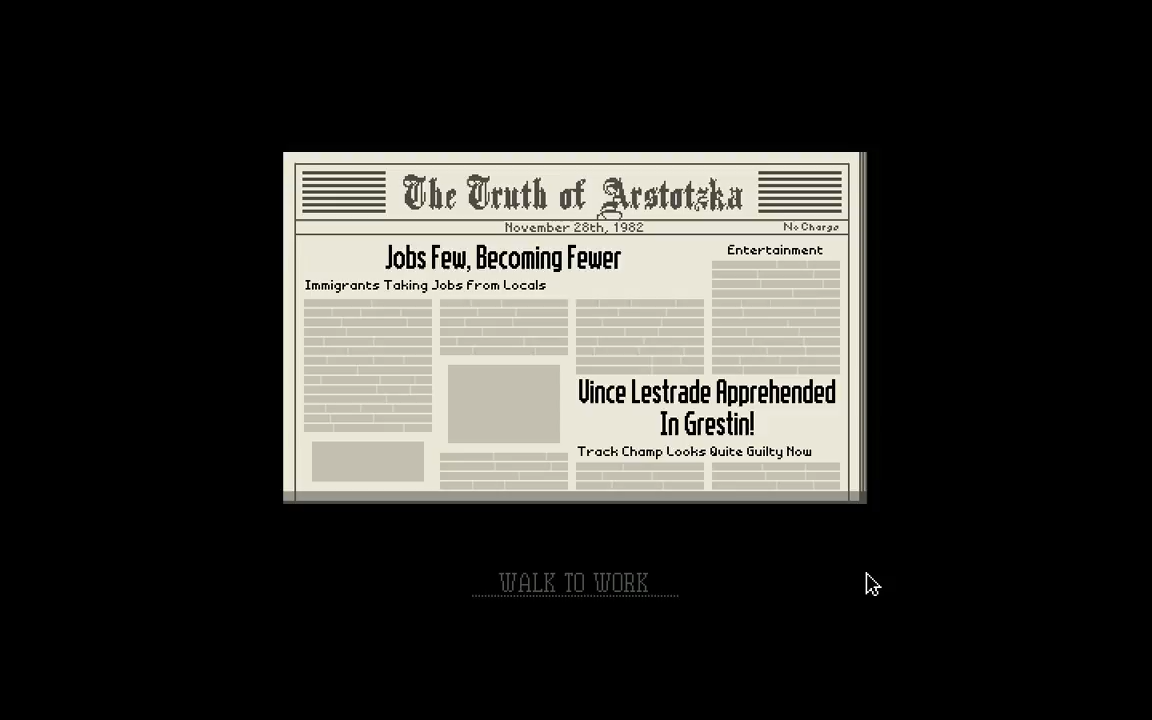 The Truth of Arstotzka
November 28th, 1982
No Charge
Jobs Few, Becoming Fewer
Immigrants Taking Jobs From Locals
Entertainment
Vince Lestrade Apprehended
In Grestin!
Track Champ Looks Quite Guilty Now
WALK TO WORK